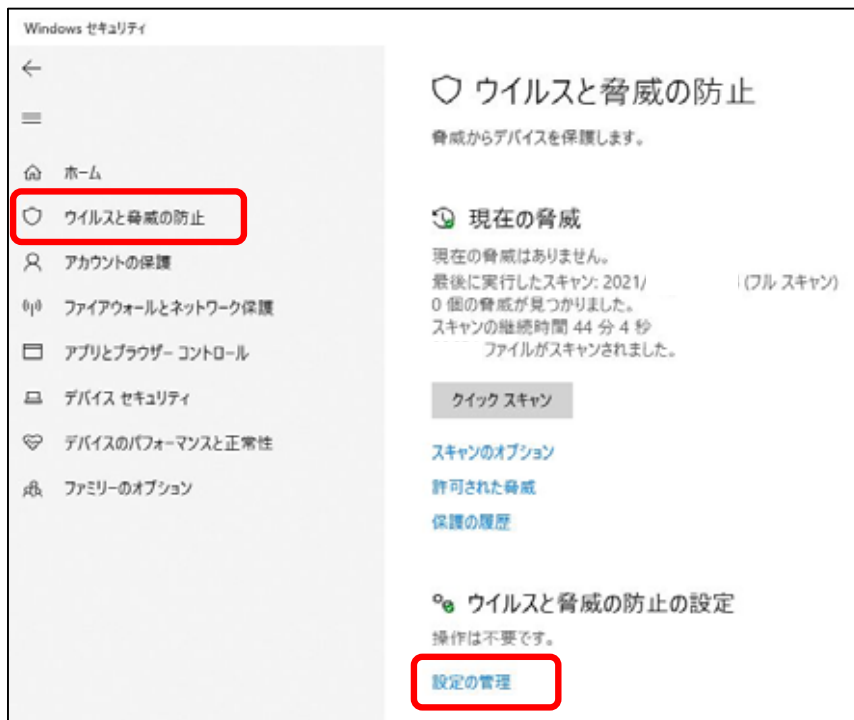 Windows セキュリティ
ホーム
ウイルスと脅威の防止
アカウントの保護
ファイアウォールとネットワーク保護
アプリとブラウザー コントロール
デバイス セキュリティ
デバイスのパフォーマンスと正常性
ファミリーのオプション
ウイルスと脅威の防止
脅威からデバイスを保護します。
現在の脅威
現在の脅威はありません。
最後に実行したスキャン: 2021/ (フル スキャン)
0 個の脅威が見つかりました。
スキャンの継続時間 44 分 4 秒
ファイルがスキャンされました。
クイック スキャン
スキャンのオプション
許可された脅威
保護の履歴
ウイルスと脅威の防止の設定
操作は不要です。
設定の管理